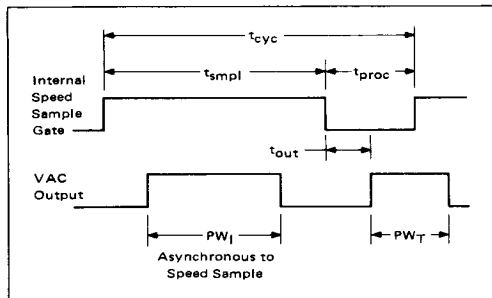 tcyc
tsmpl
tproc
Internal
Speed
Sample
Gate
tout
VAC
Output
PWI
PWT
Asynchronous to
Speed Sample